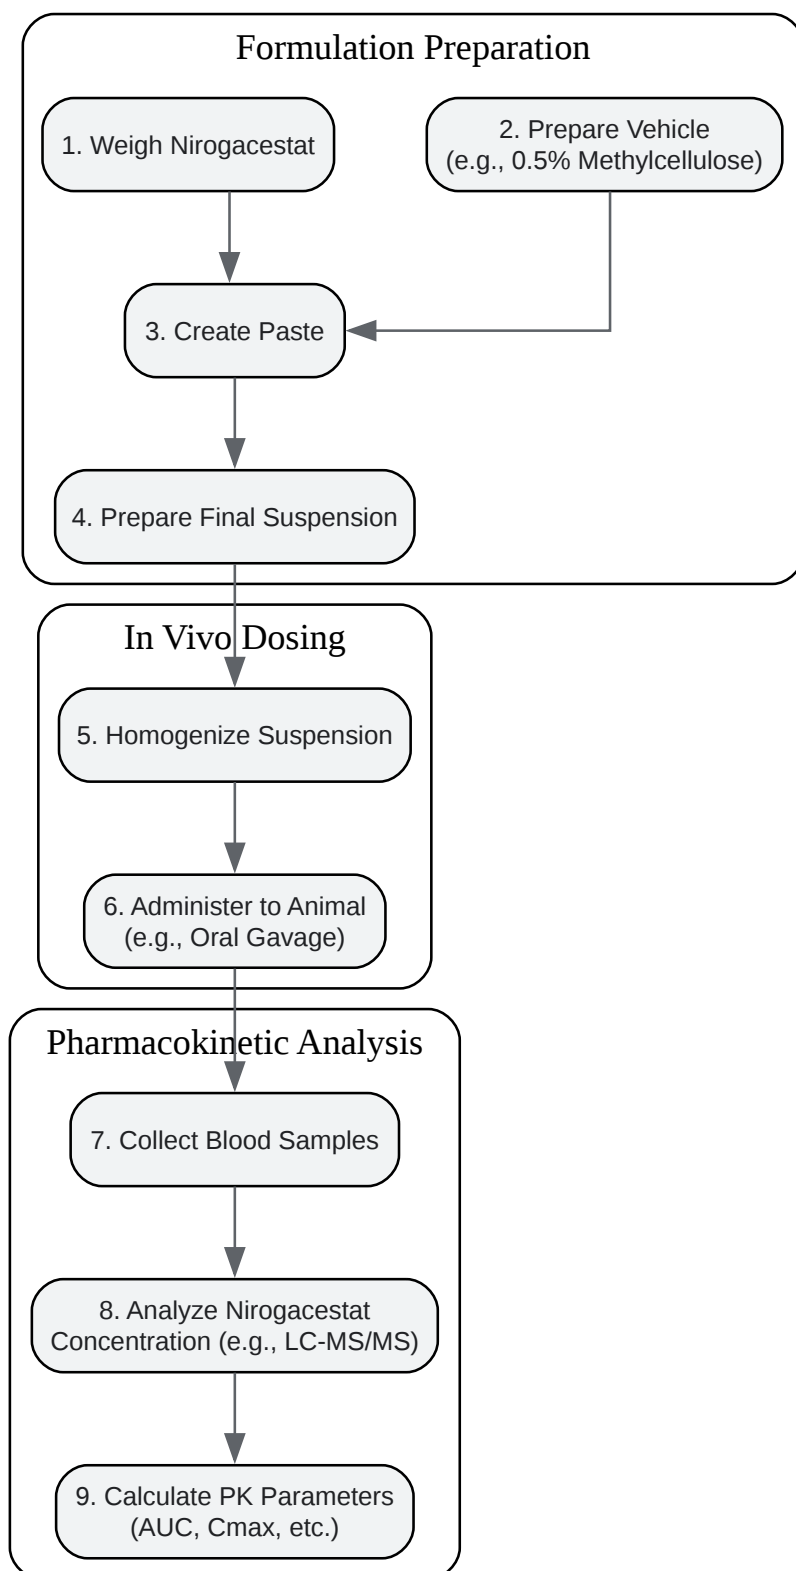 Formulation Preparation
1. Weigh Nirogacestat
2. Prepare Vehicle
(e.g., 0.5% Methylcellulose)
3. Create Paste
4. Prepare Final Suspension
In Vivo Dosing
5. Homogenize Suspension
6. Administer to Animal
(e.g., Oral Gavage)
Pharmacokinetic Analysis
7. Collect Blood Samples
8. Analyze Nirogacestat
Concentration (e.g., LC-MS/MS)
9. Calculate PK Parameters
(AUC, Cmax, etc.)